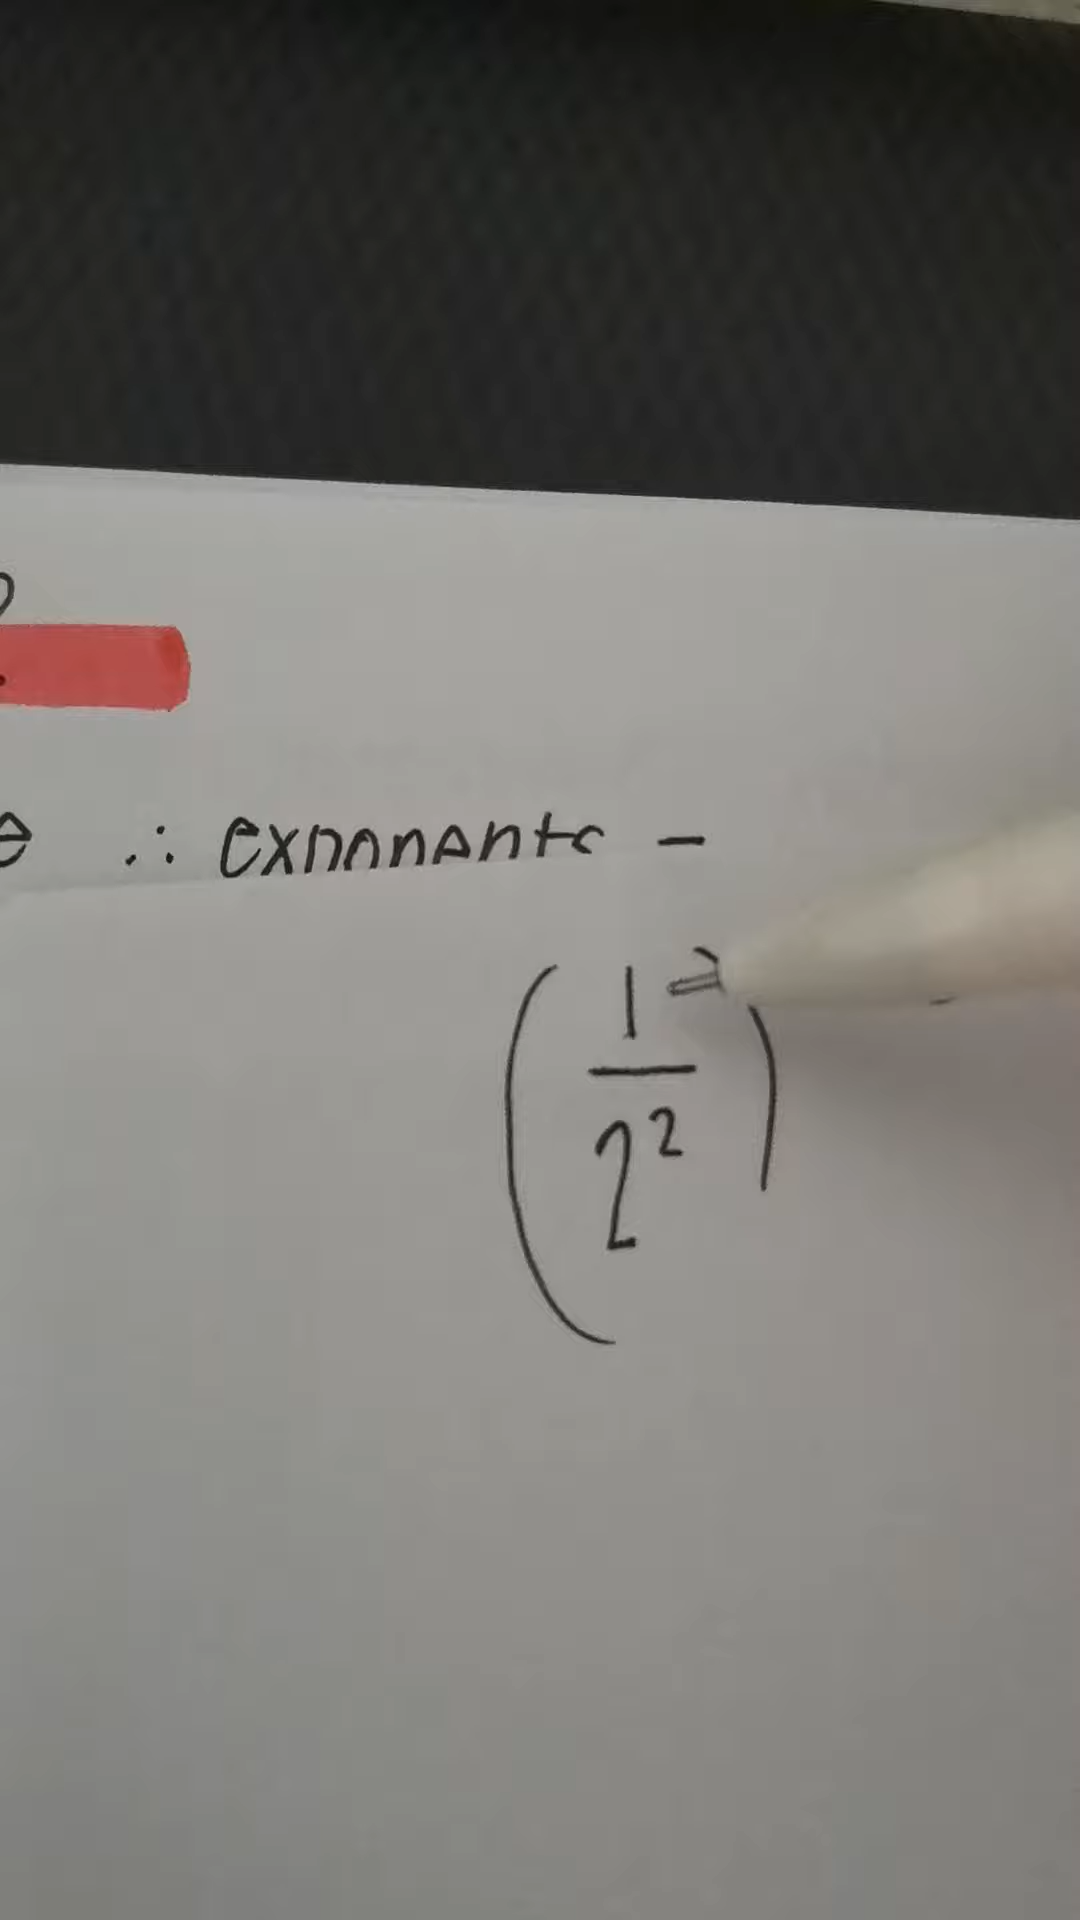 ∴ exponents -
( 1
2² )